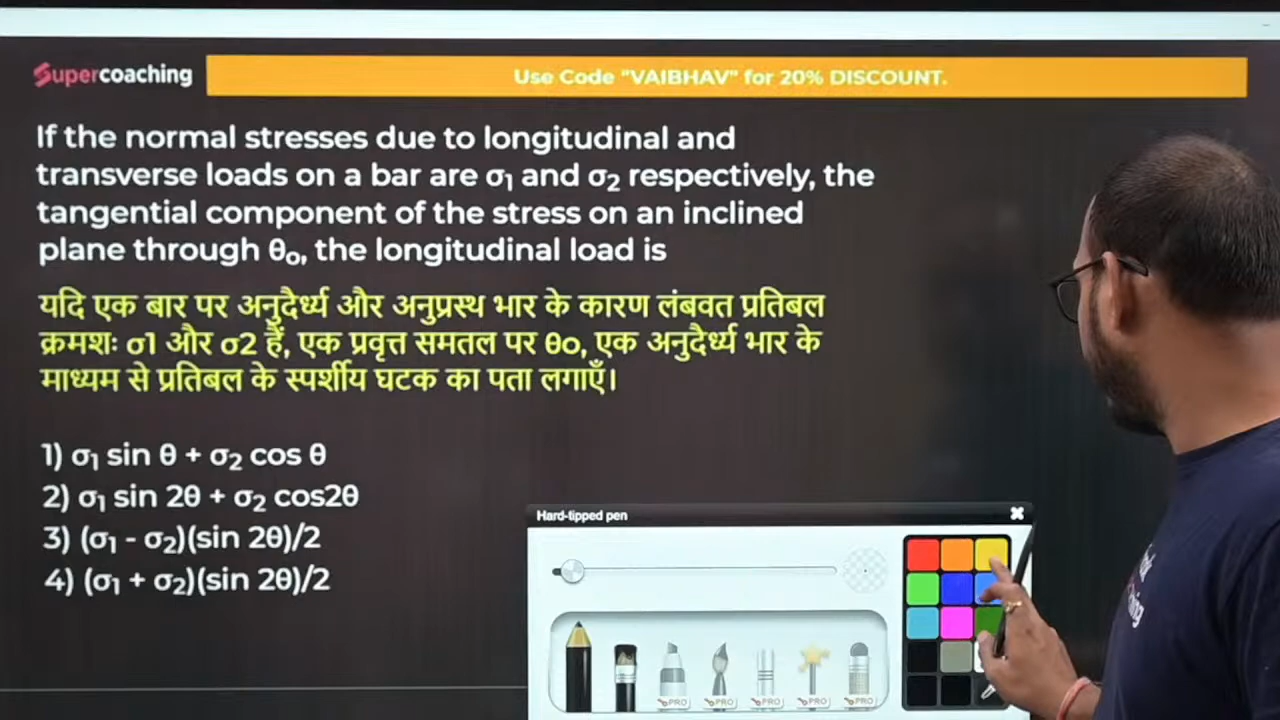 Supercoaching
Use Code "VAIBHAV" for 20% DISCOUNT.
If the normal stresses due to longitudinal and
transverse loads on a bar are σ₁ and σ₂ respectively, the
tangential component of the stress on an inclined
plane through θₒ, the longitudinal load is
यदि एक बार पर अनुदैर्ध्य और अनुप्रस्थ भार के कारण लंबवत प्रतिबल
क्रमशः σ1 और σ2 हैं, एक प्रवृत्त समतल पर θo, एक अनुदैर्ध्य भार के
माध्यम से प्रतिबल के स्पर्शीय घटक का पता लगाएँ।
1) σ₁ sin θ + σ₂ cos θ
2) σ₁ sin 2θ + σ₂ cos2θ
3) (σ₁ - σ₂)(sin 2θ)/2
4) (σ₁ + σ₂)(sin 2θ)/2
Hard-tipped pen
PRO PRO PRO PRO PRO